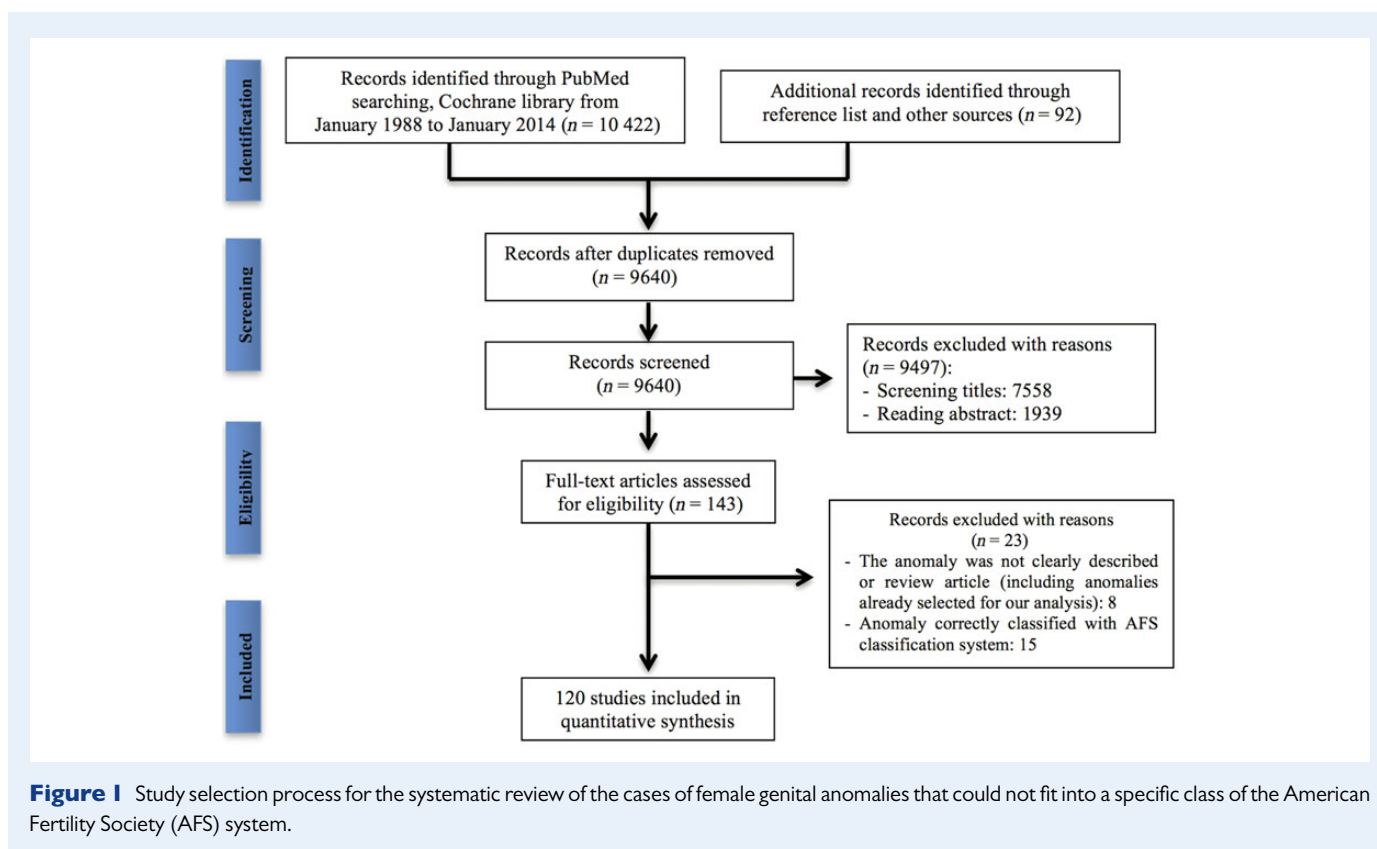 Identification
Records identified through PubMed
searching, Cochrane library from
January 1988 to January 2014 (n = 10 422)
Additional records identified through
reference list and other sources (n = 92)
Screening
Records after duplicates removed
(n = 9640)
Records screened
(n = 9640)
Records excluded with reasons
(n = 9497):
- Screening titles: 7558
- Reading abstract: 1939
Eligibility
Full-text articles assessed
for eligibility (n = 143)
Records excluded with reasons
(n = 23)
- The anomaly was not clearly described
or review article (including anomalies
already selected for our analysis): 8
- Anomaly correctly classified with AFS
classification system: 15
Included
120 studies included in
quantitative synthesis
Figure 1 Study selection process for the systematic review of the cases of female genital anomalies that could not fit into a specific class of the American
Fertility Society (AFS) system.